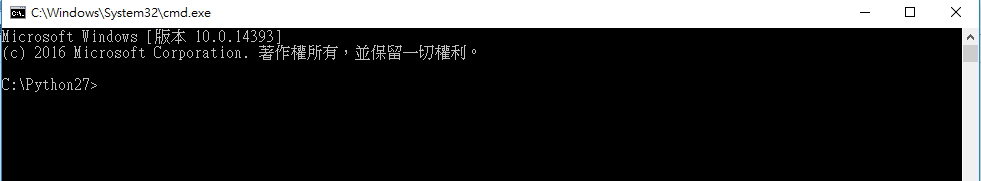 C:\Windows\System32\cmd.exe
Microsoft Windows [版本 10.0.14393]
(c) 2016 Microsoft Corporation. 著作權所有，並保留一切權利。
C:\Python27>